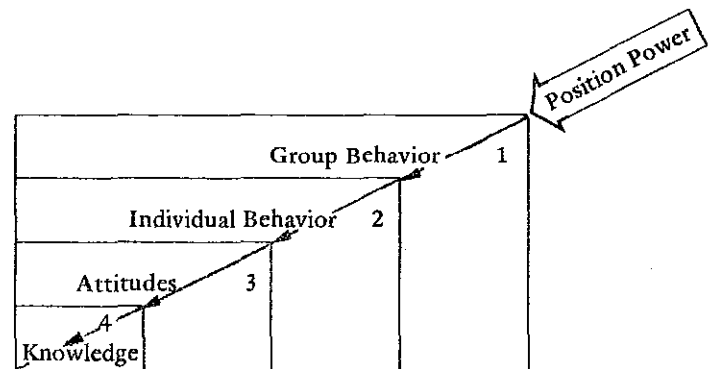 Position Power
Group Behavior 1
Individual Behavior 2
Attitudes 3
4
Knowledge